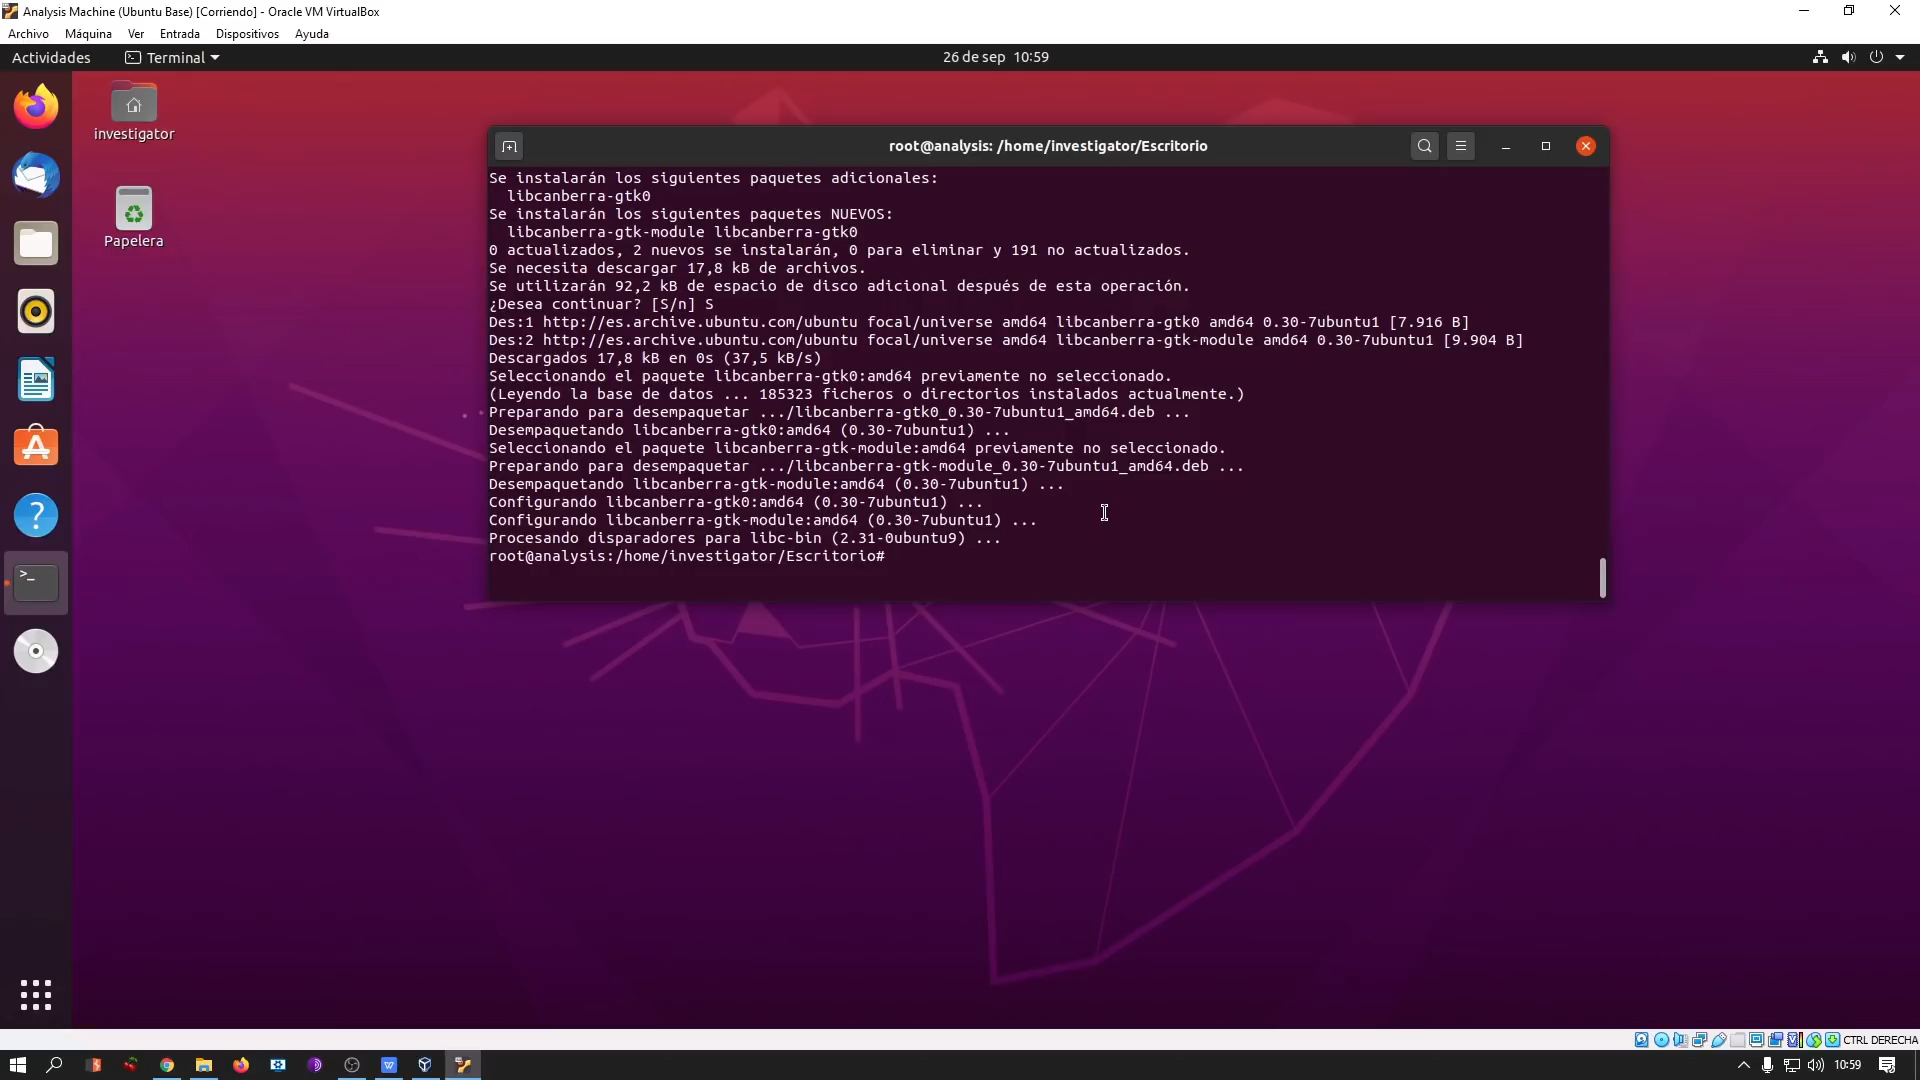 Analysis Machine (Ubuntu Base) [Corriendo] - Oracle VM VirtualBox
Archivo Máquina Ver Entrada Dispositivos Ayuda
Actividades Terminal 26 de sep 10:59
investigator
Papelera
root@analysis: /home/investigator/Escritorio
Se instalarán los siguientes paquetes adicionales:
libcanberra-gtk0
Se instalarán los siguientes paquetes NUEVOS:
libcanberra-gtk-module libcanberra-gtk0
0 actualizados, 2 nuevos se instalarán, 0 para eliminar y 191 no actualizados.
Se necesita descargar 17,8 kB de archivos.
Se utilizarán 92,2 kB de espacio de disco adicional después de esta operación.
¿Desea continuar? [S/n] S
Des:1 http://es.archive.ubuntu.com/ubuntu focal/universe amd64 libcanberra-gtk0 amd64 0.30-7ubuntu1 [7.916 B]
Des:2 http://es.archive.ubuntu.com/ubuntu focal/universe amd64 libcanberra-gtk-module amd64 0.30-7ubuntu1 [9.904 B]
Descargados 17,8 kB en 0s (37,5 kB/s)
Seleccionando el paquete libcanberra-gtk0:amd64 previamente no seleccionado.
(Leyendo la base de datos ... 185323 ficheros o directorios instalados actualmente.)
Preparando para desempaquetar .../libcanberra-gtk0_0.30-7ubuntu1_amd64.deb ...
Desempaquetando libcanberra-gtk0:amd64 (0.30-7ubuntu1) ...
Seleccionando el paquete libcanberra-gtk-module:amd64 previamente no seleccionado.
Preparando para desempaquetar .../libcanberra-gtk-module_0.30-7ubuntu1_amd64.deb ...
Desempaquetando libcanberra-gtk-module:amd64 (0.30-7ubuntu1) ...
Configurando libcanberra-gtk0:amd64 (0.30-7ubuntu1) ...
Configurando libcanberra-gtk-module:amd64 (0.30-7ubuntu1) ...
Procesando disparadores para libc-bin (2.31-0ubuntu9) ...
root@analysis:/home/investigator/Escritorio#
CTRL DERECHA
10:59